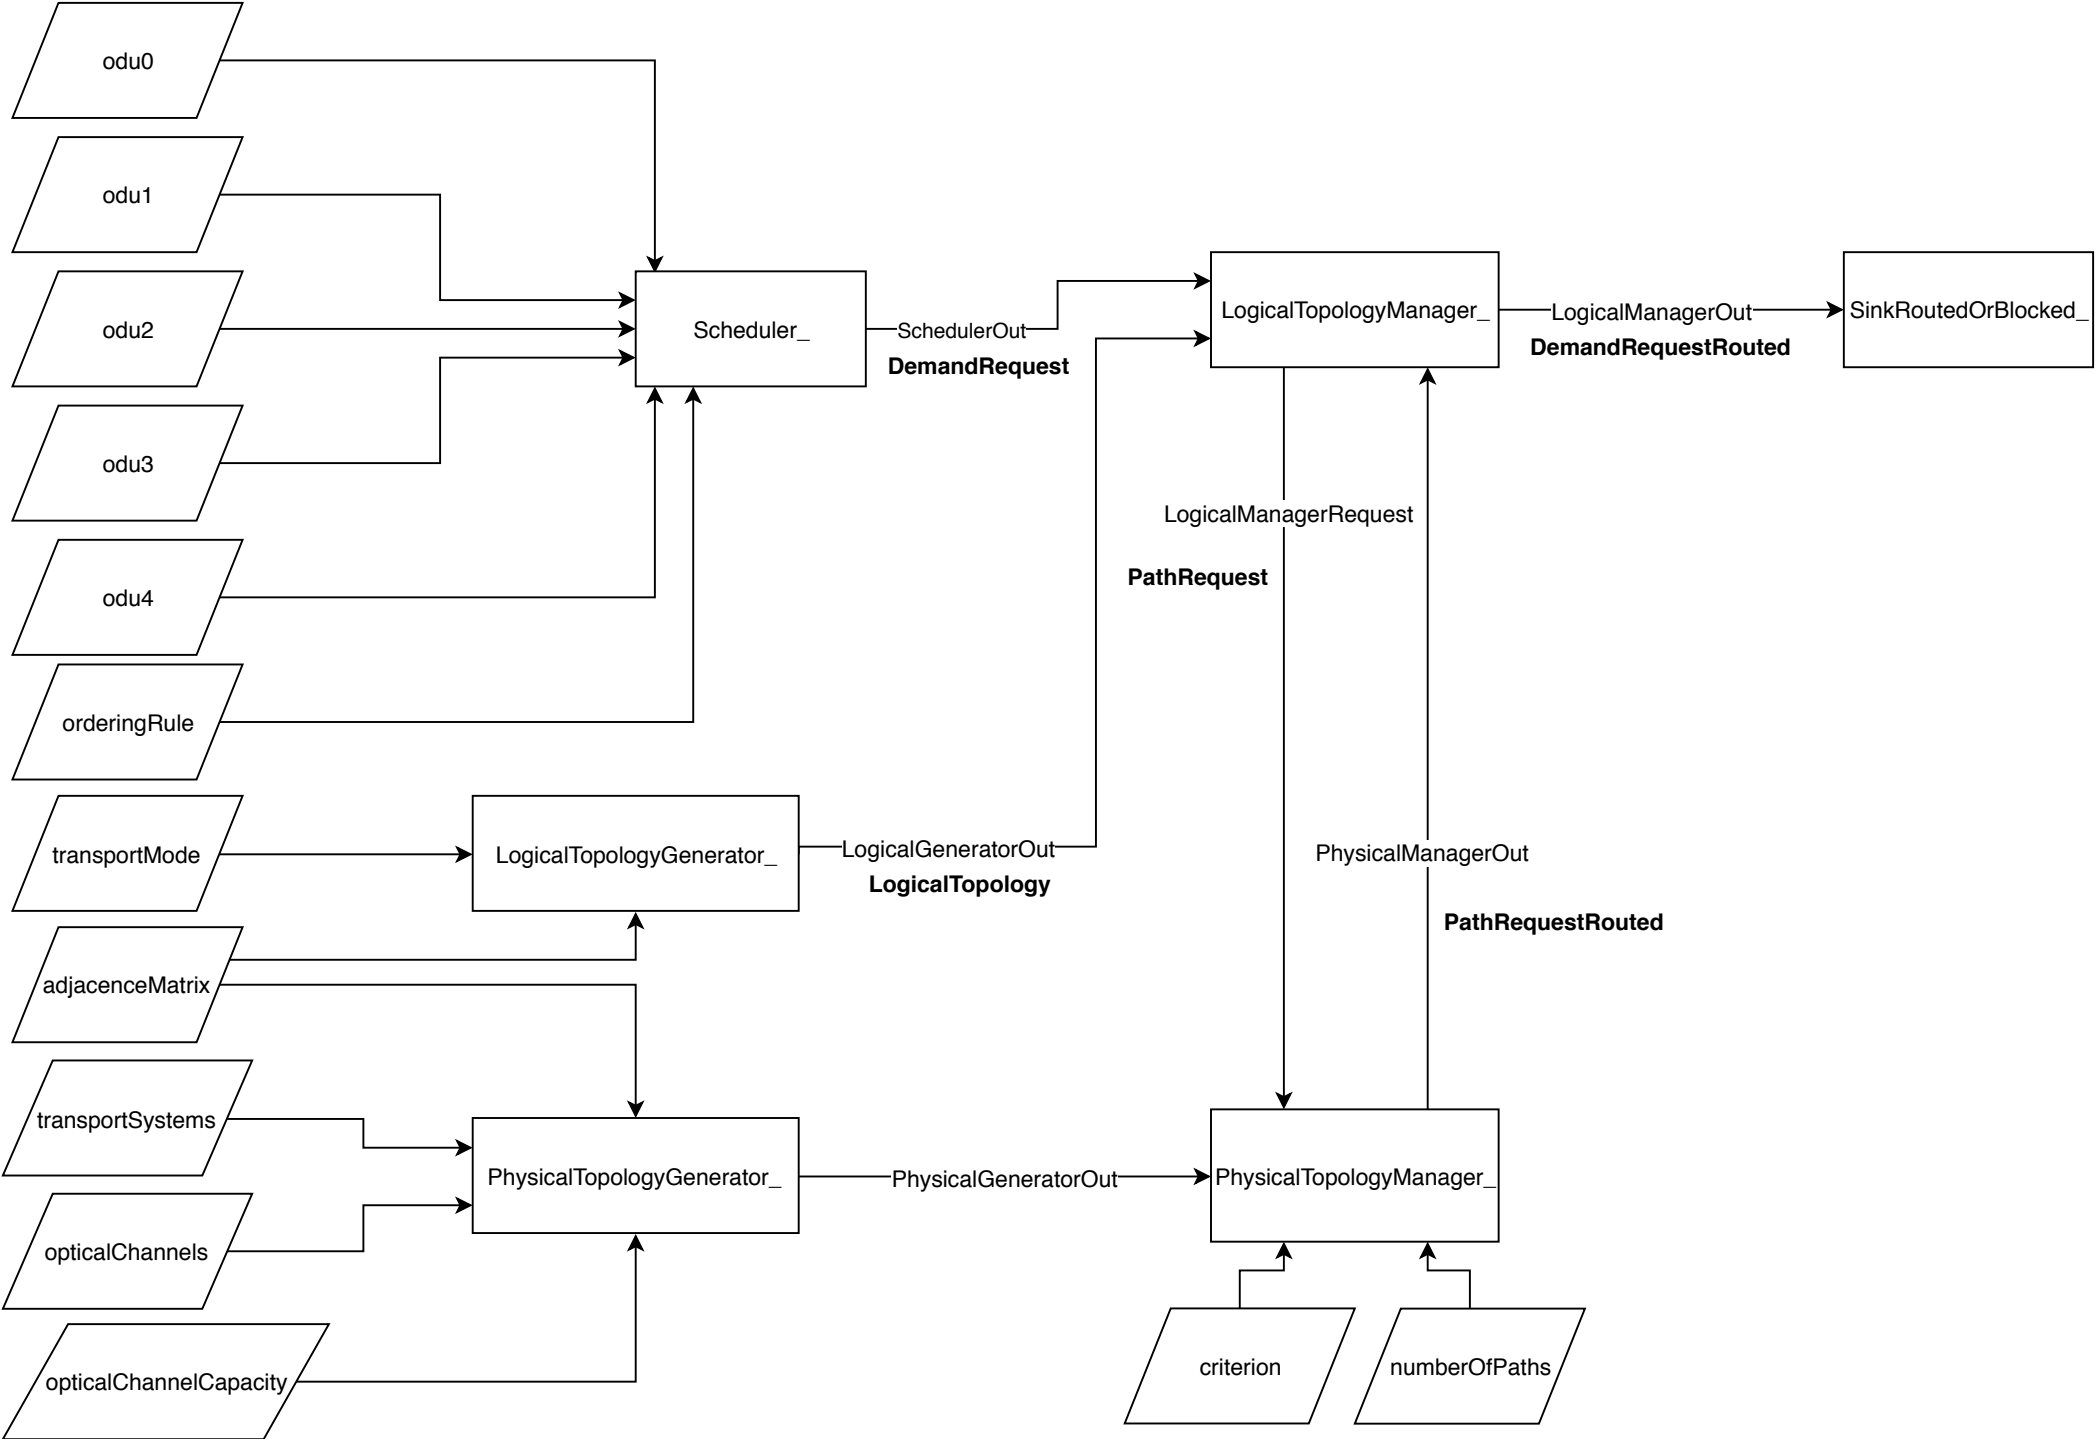 odu0
odu1
odu2
odu3
odu4
orderingRule
transportMode
adjacenceMatrix
transportSystems
opticalChannels
opticalChannelCapacity
Scheduler_
SchedulerOut
DemandRequest
LogicalTopologyManager_
LogicalManagerOut
DemandRequestRouted
SinkRoutedOrBlocked_
LogicalManagerRequest
PathRequest
LogicalTopologyGenerator_
LogicalGeneratorOut
LogicalTopology
PhysicalManagerOut
PathRequestRouted
PhysicalTopologyGenerator_
PhysicalGeneratorOut
PhysicalTopologyManager_
criterion
numberOfPaths